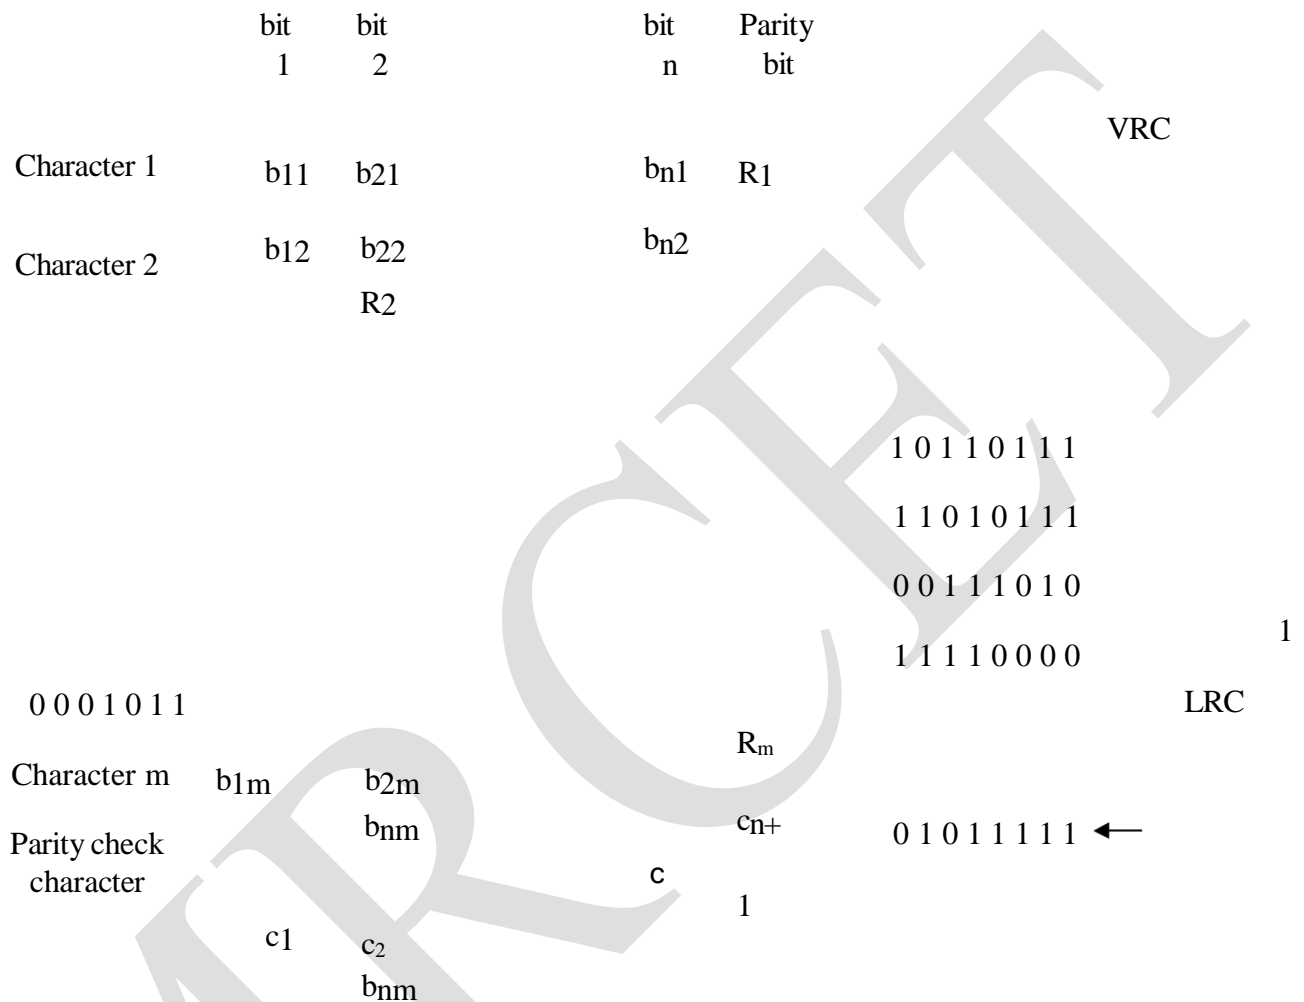 bit bit bit Parity
1 2 n bit
VRC
Character 1 b11 b21 bn1 R1
Character 2 b12 b22 bn2
R2
1 0 1 1 0 1 1 1
1 1 0 1 0 1 1 1
0 0 1 1 1 0 1 0
1
1 1 1 1 0 0 0 0
0 0 0 1 0 1 1 LRC
Rm
Character m b1m b2m
bnm cn+ 0 1 0 1 1 1 1 1
Parity check
character c
1
c1 c2
bnm
MRCET